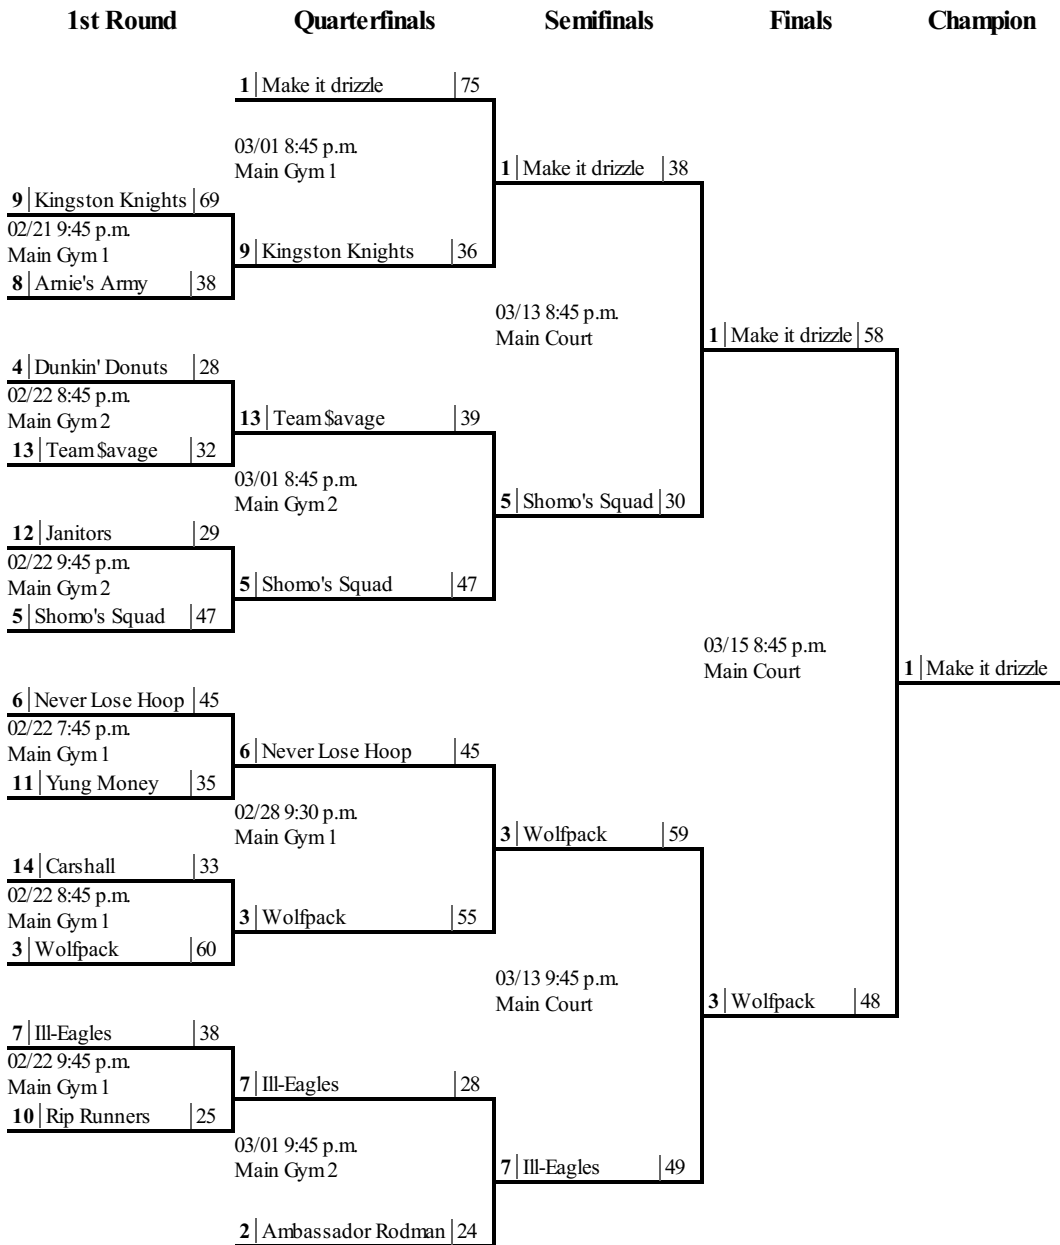 1st Round Quarterfinals Semifinals Finals Champion
1 Make it drizzle 75
03/01 8:45 p.m.
Main Gym 1
1 Make it drizzle 38
9 Kingston Knights 69
02/21 9:45 p.m.
Main Gym 1
9 Kingston Knights 36
8 Arnie's Army 38
03/13 8:45 p.m.
Main Court
1 Make it drizzle 58
4 Dunkin' Donuts 28
02/22 8:45 p.m.
Main Gym 2
13 Team $avage 39
13 Team $avage 32
03/01 8:45 p.m.
Main Gym 2
5 Shomo's Squad 30
12 Janitors 29
02/22 9:45 p.m.
Main Gym 2
5 Shomo's Squad 47
5 Shomo's Squad 47
03/15 8:45 p.m.
Main Court
1 Make it drizzle
6 Never Lose Hoop 45
02/22 7:45 p.m.
Main Gym 1
6 Never Lose Hoop 45
11 Yung Money 35
02/28 9:30 p.m.
Main Gym 1
3 Wolfpack 59
14 Carshall 33
02/22 8:45 p.m.
Main Gym 1
3 Wolfpack 55
3 Wolfpack 60
03/13 9:45 p.m.
Main Court
3 Wolfpack 48
7 Ill-Eagles 38
02/22 9:45 p.m.
Main Gym 1
7 Ill-Eagles 28
10 Rip Runners 25
03/01 9:45 p.m.
Main Gym 2
7 Ill-Eagles 49
2 Ambassador Rodman 24